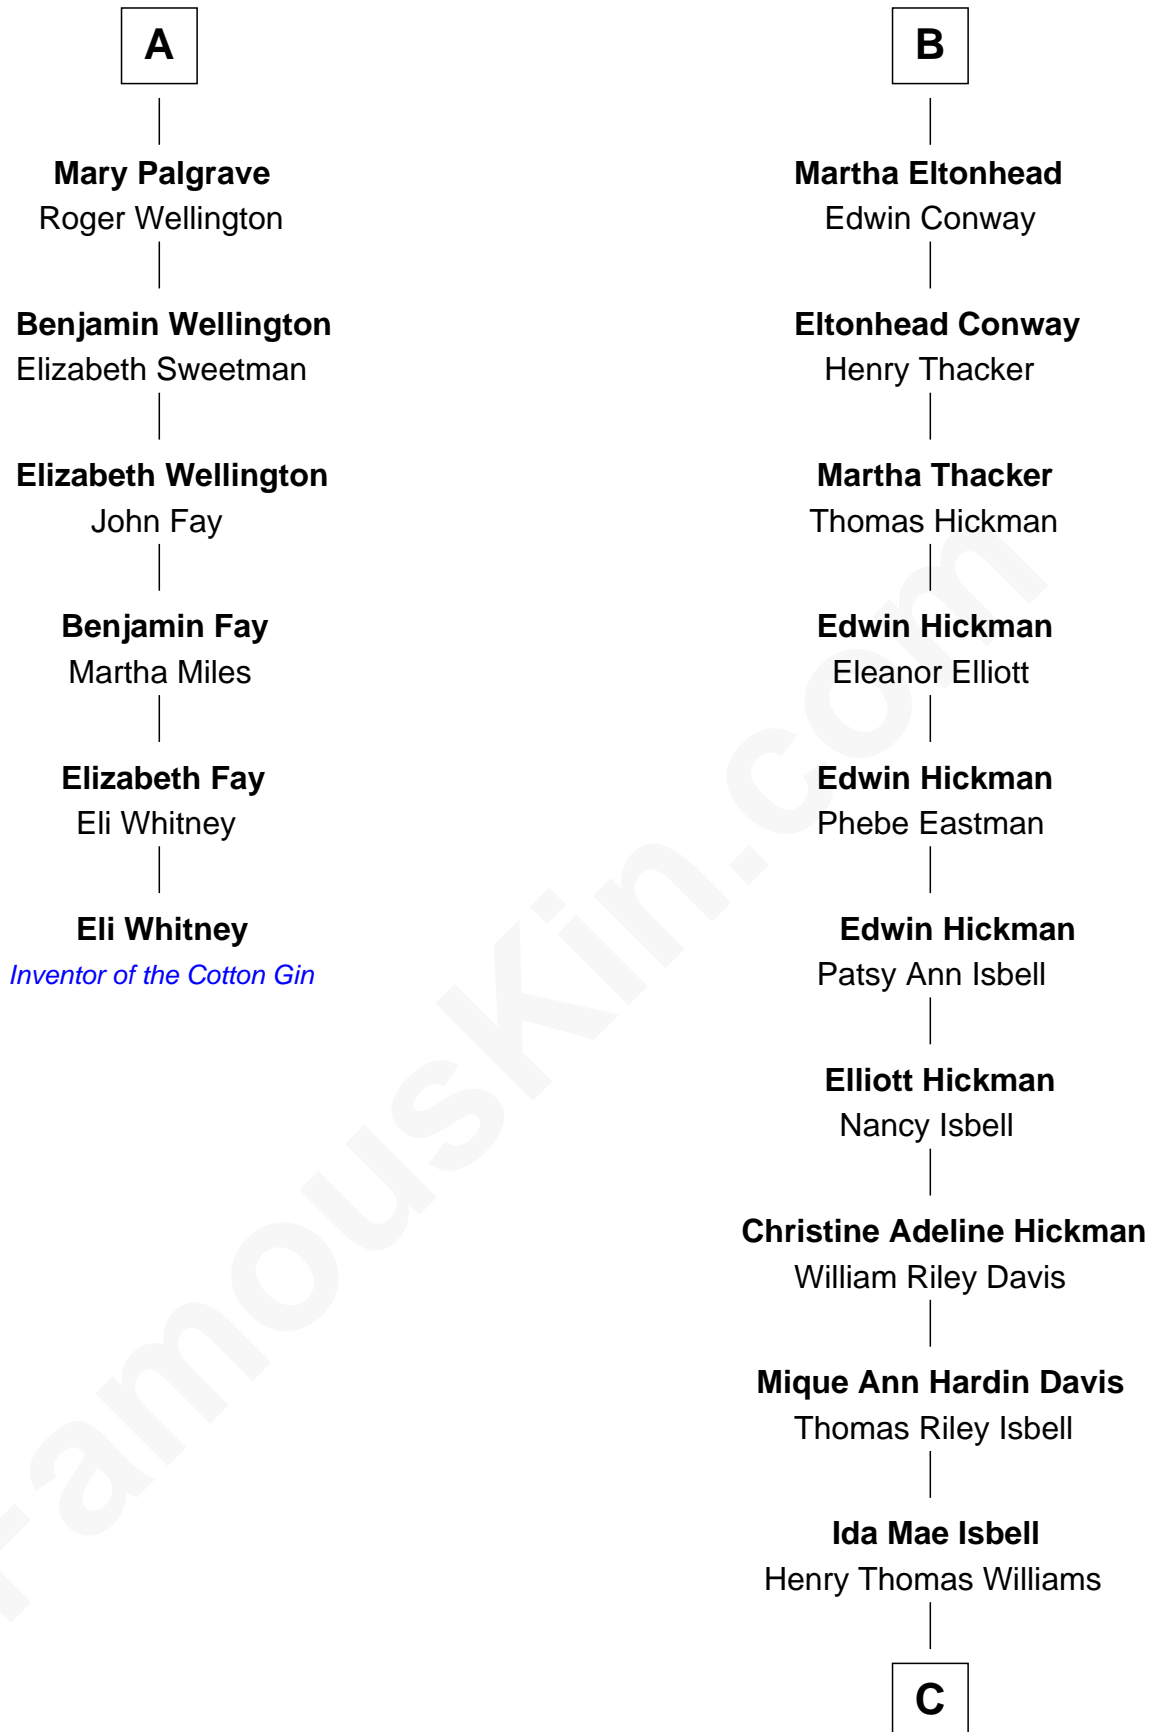 A
Mary Palgrave
Roger Wellington
Benjamin Wellington
Elizabeth Sweetman
Elizabeth Wellington
John Fay
Benjamin Fay
Martha Miles
Elizabeth Fay
Eli Whitney
Eli Whitney
Inventor of the Cotton Gin
B
Martha Eltonhead
Edwin Conway
Eltonhead Conway
Henry Thacker
Martha Thacker
Thomas Hickman
Edwin Hickman
Eleanor Elliott
Edwin Hickman
Phebe Eastman
Edwin Hickman
Patsy Ann Isbell
Elliott Hickman
Nancy Isbell
Christine Adeline Hickman
William Riley Davis
Mique Ann Hardin Davis
Thomas Riley Isbell
Ida Mae Isbell
Henry Thomas Williams
C
FamousKin.com